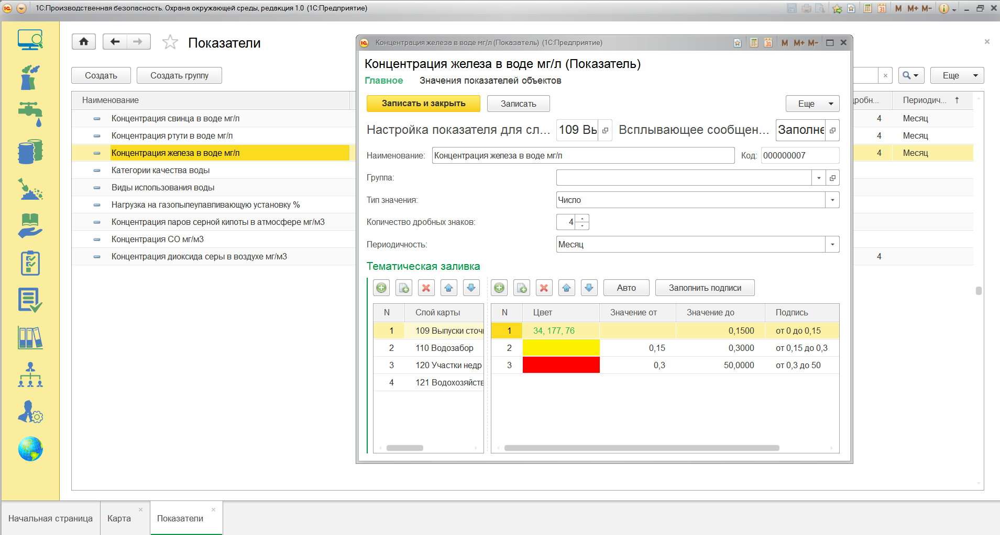 1С:Производственная безопасность. Охрана окружающей среды, редакция 1.0 (1С:Предприятие)
M M+ M-
Показатели
Создать
Создать группу
Еще
Наименование
дробн...
Периодич...
Концентрация свинца в воде мг/л
4
Месяц
Концентрация ртути в воде мг/л
4
Месяц
Концентрация железа в воде мг/л
4
Месяц
Категории качества воды
Виды использования воды
Нагрузка на газопылеулавливающую установку %
Концентрация паров серной килоты в атмосфере мг/м3
Концентрация СО мг/м3
Концентрация диоксида серы в воздухе мг/м3
4
Концентрация железа в воде мг/л (Показатель) (1С:Предприятие)
M M+ M-
Концентрация железа в воде мг/л (Показатель)
Главное
Значения показателей объектов
Записать и закрыть
Записать
Еще
Настройка показателя для сл...
109 Вы
Всплывающее сообщен...
Заполне
Наименование:
Концентрация железа в воде мг/л
Код:
000000007
Группа:
Тип значения:
Число
Количество дробных знаков:
4
Периодичность:
Месяц
Тематическая заливка
Авто
Заполнить подписи
N
Слой карты
1
109 Выпуски сточ
2
110 Водозабор
3
120 Участки недр
4
121 Водохозяйств
N
Цвет
Значение от
Значение до
Подпись
1
34, 177, 76
0,1500
от 0 до 0,15
2
0,15
0,3000
от 0,15 до 0,3
3
0,3
50,0000
от 0,3 до 50
Начальная страница
Карта
Показатели